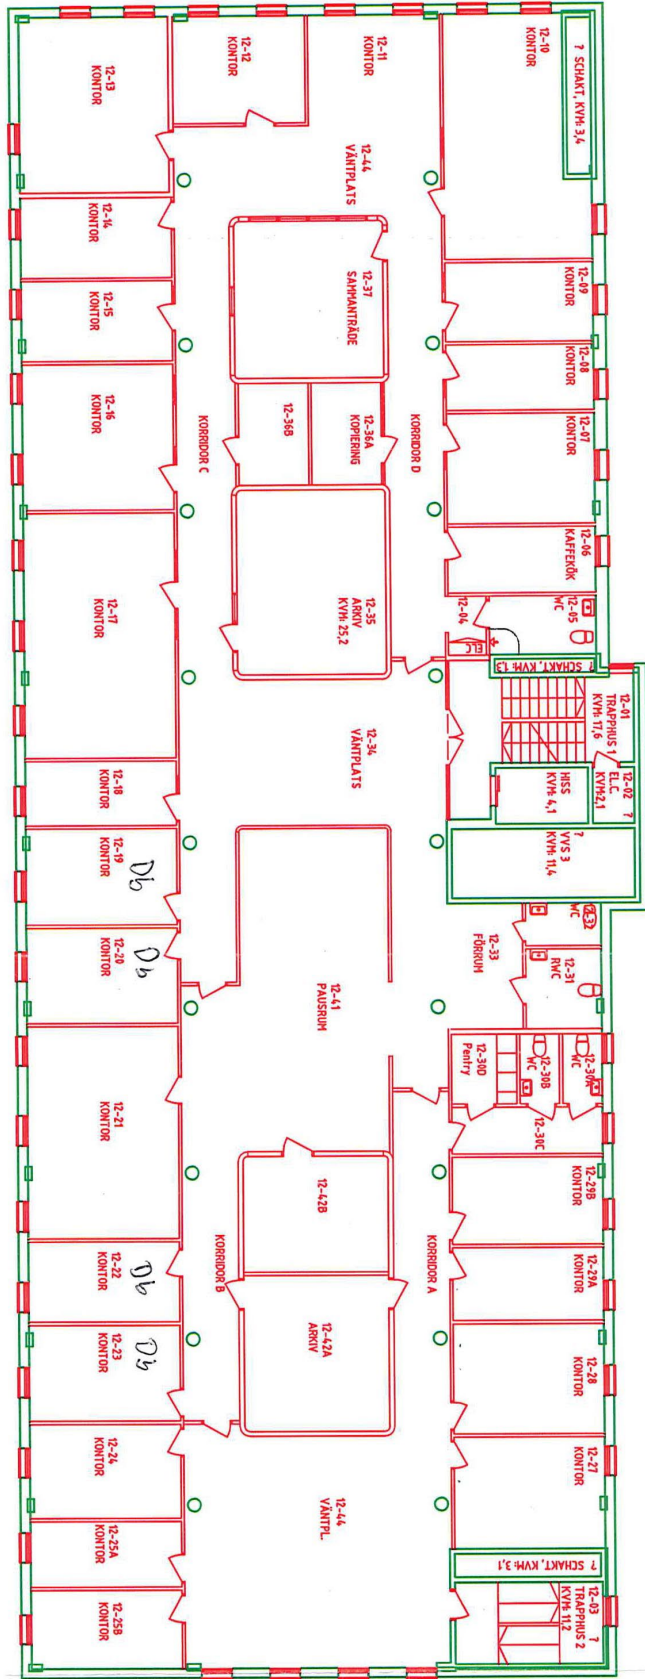 12-13
KONTOR
12-12
KONTOR
12-11
KONTOR
12-10
KONTOR
? SCHAKT, KVM: 3,4
12-44
VÄNTPLATS
12-14
KONTOR
12-37
SAMMANTRÄDE
12-09
KONTOR
12-15
KONTOR
12-08
KONTOR
12-16
KONTOR
KORRIDOR C
12-36B
12-36A
KOPIERING
KORRIDOR D
12-07
KONTOR
12-17
KONTOR
12-35
ARKIV
KVM: 25,2
12-06
KAFFEKÖK
12-04
ELC
12-05
WC
? SCHAKT, KVM: 1,3
12-34
VÄNTPLATS
12-01
TRAPPHUS 1
KVM: 17,6
12-02 ?
EL.C.
KVM:2,1
HISS
KVM: 4,1
12-18
KONTOR
12-19
KONTOR
Db
?
VVS 3
KVM: 11,4
12-20
KONTOR
Db
12-41
PAUSRUM
12-33
FÖRRUM
12-32
WC
12-31
RWC
12-21
KONTOR
12-30D
Pentry
12-30B
WC
12-30A
WC
12-30C
12-42B
12-29B
KONTOR
12-22
KONTOR
Db
KORRIDOR B
KORRIDOR A
12-29A
KONTOR
12-23
KONTOR
Db
12-42A
ARKIV
12-28
KONTOR
12-24
KONTOR
12-27
KONTOR
12-44
VÄNTPL.
12-25A
KONTOR
? SCHAKT, KVM: 3,1
12-25B
KONTOR
12-03 ?
TRAPPHUS 2
KVM: 11,2